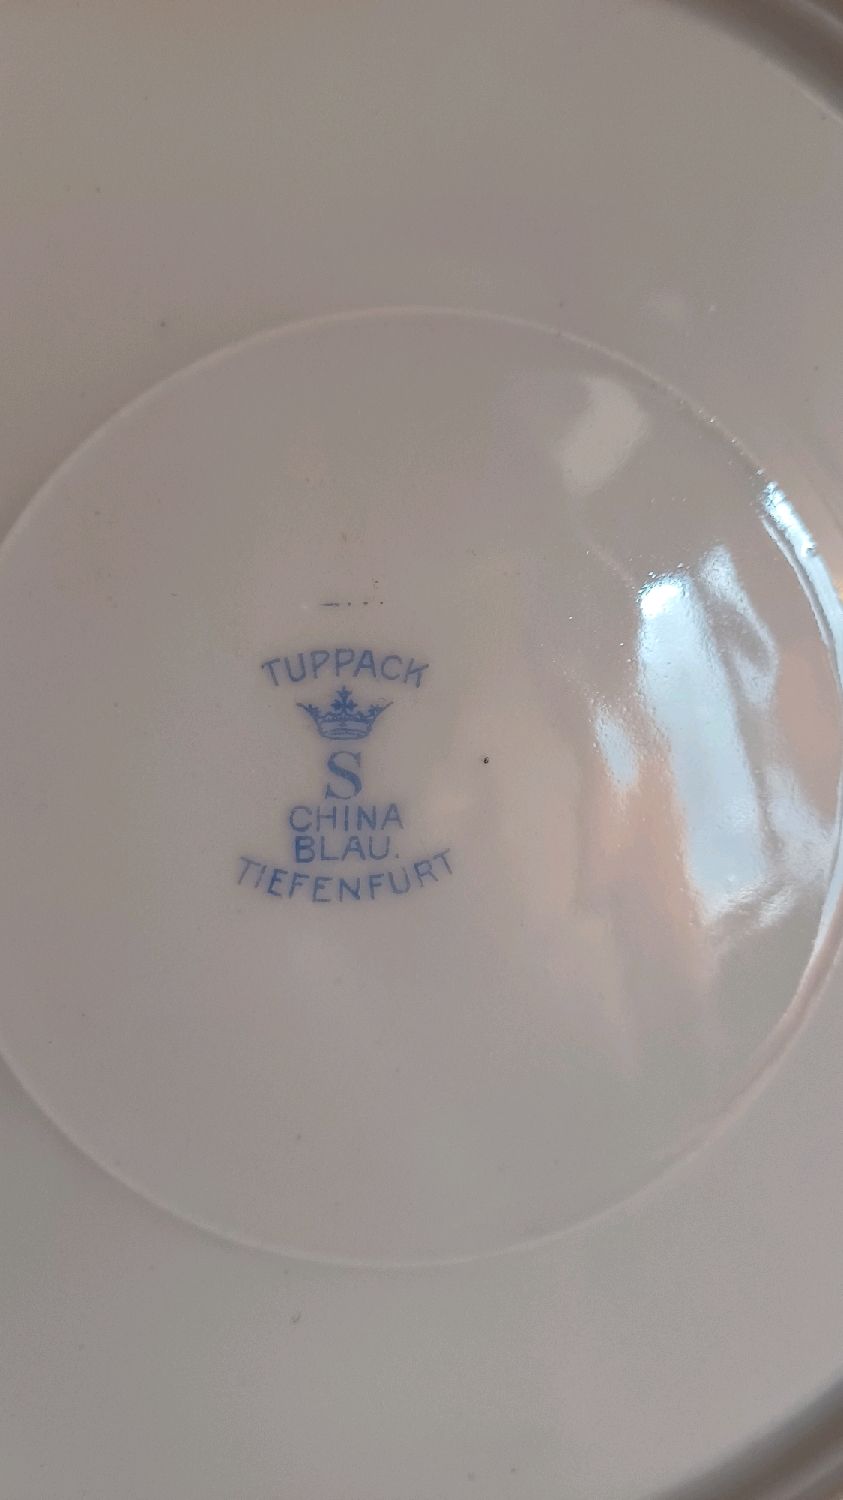 TUPPACK
S
CHINA
BLAU.
TIEFENFURT